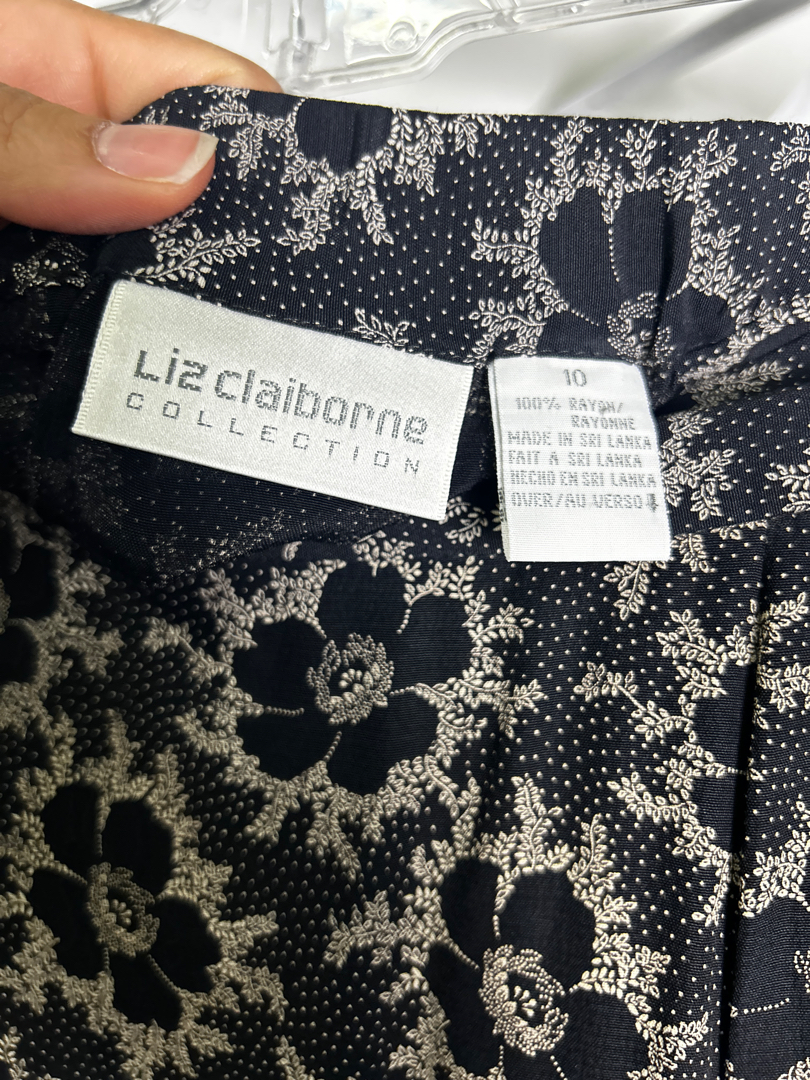 Liz claiborne
COLLECTION
10
100% RAYON/
RAYONNE
MADE IN SRI LANKA
FAIT A SRI LANKA
HECHO EN SRI LANKA
OVER/AU VERSO